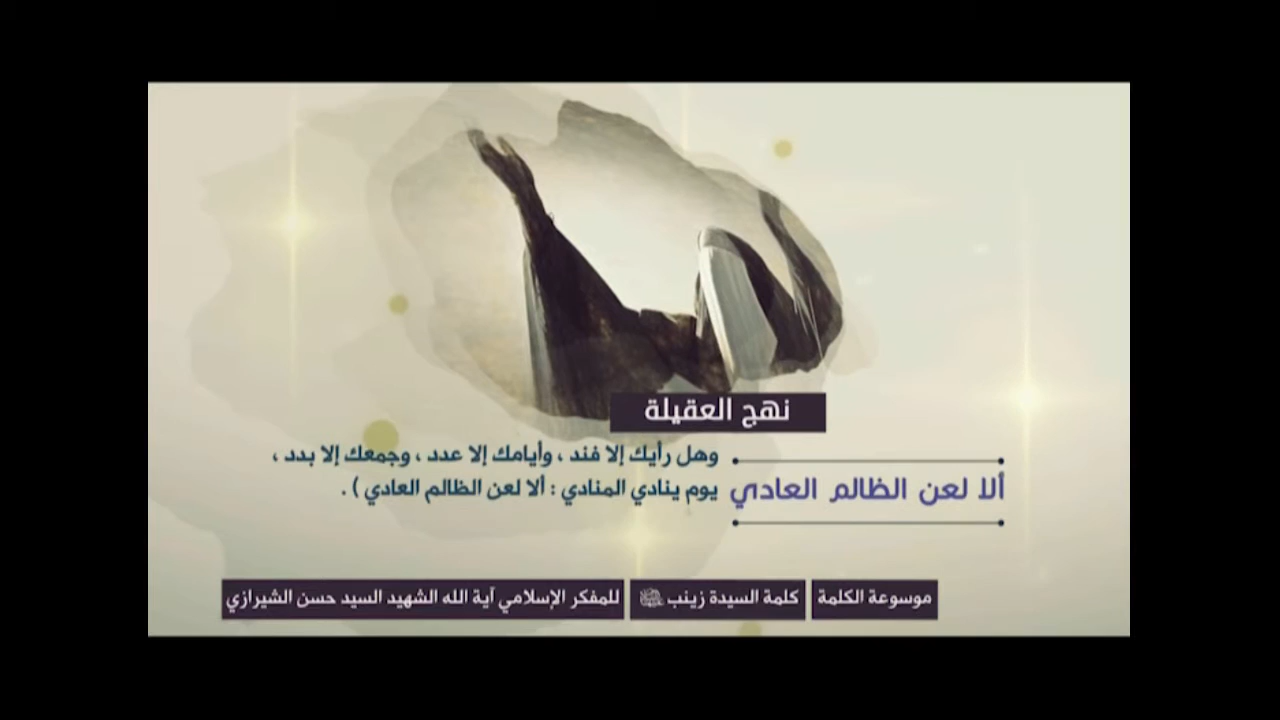 نهج العقيلة
ألا لعن الظالم العادي
وهل رأيك إلا فند ، وأيامك إلا عدد ، وجمعك إلا بدد ،
يوم ينادي المنادي : ألا لعن الظالم العادي ) .
موسوعة الكلمة
كلمة السيدة زينب
للمفكر الإسلامي آية الله الشهيد السيد حسن الشيرازي